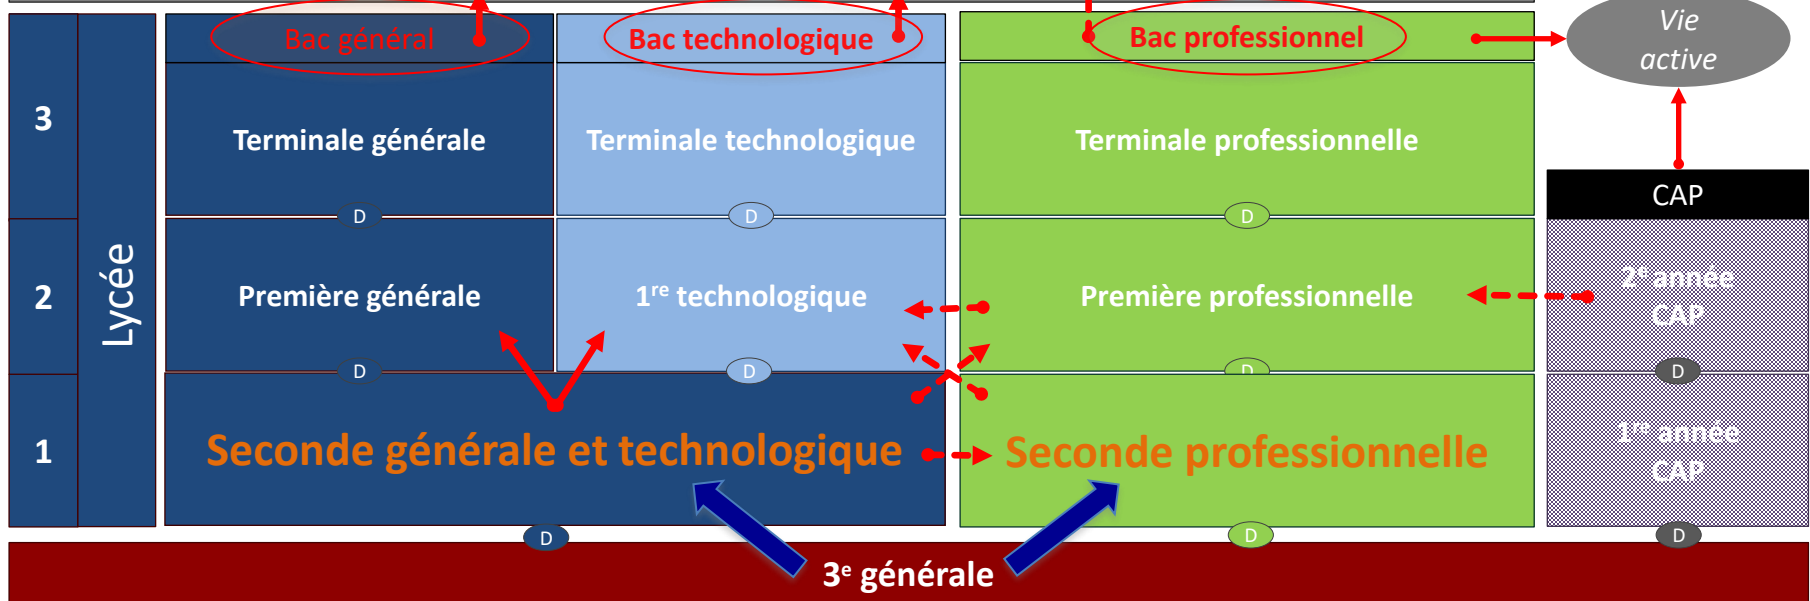 Bac général
Bac technologique
Bac professionnel
Vie
active
3
Terminale générale
Terminale technologique
Terminale professionnelle
CAP
D
D
D
Lycée
2
Première générale
1re technologique
Première professionnelle
2e année
CAP
D
D
D
D
1
Seconde générale et technologique
Seconde professionnelle
1re année
CAP
D
D
D
3e générale